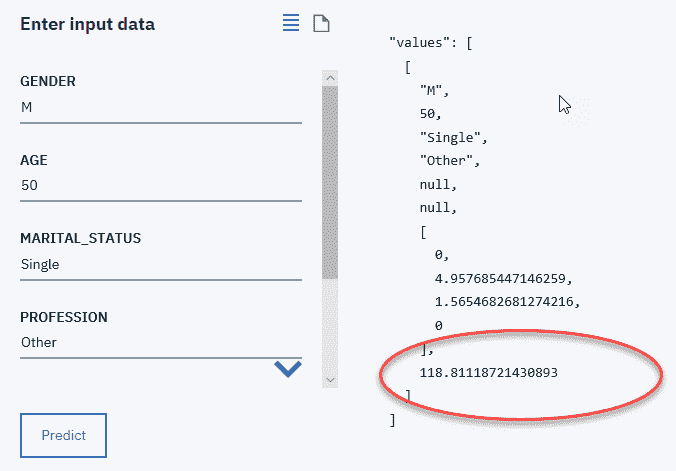 Enter input data
GENDER
M
AGE
50
MARITAL_STATUS
Single
PROFESSION
Other
Predict
"values": [
[
"M",
50,
"Single",
"Other",
null,
null,
[
0,
4.957685447146259,
1.5654682681274216,
0
],
118.81118721430893
]
]